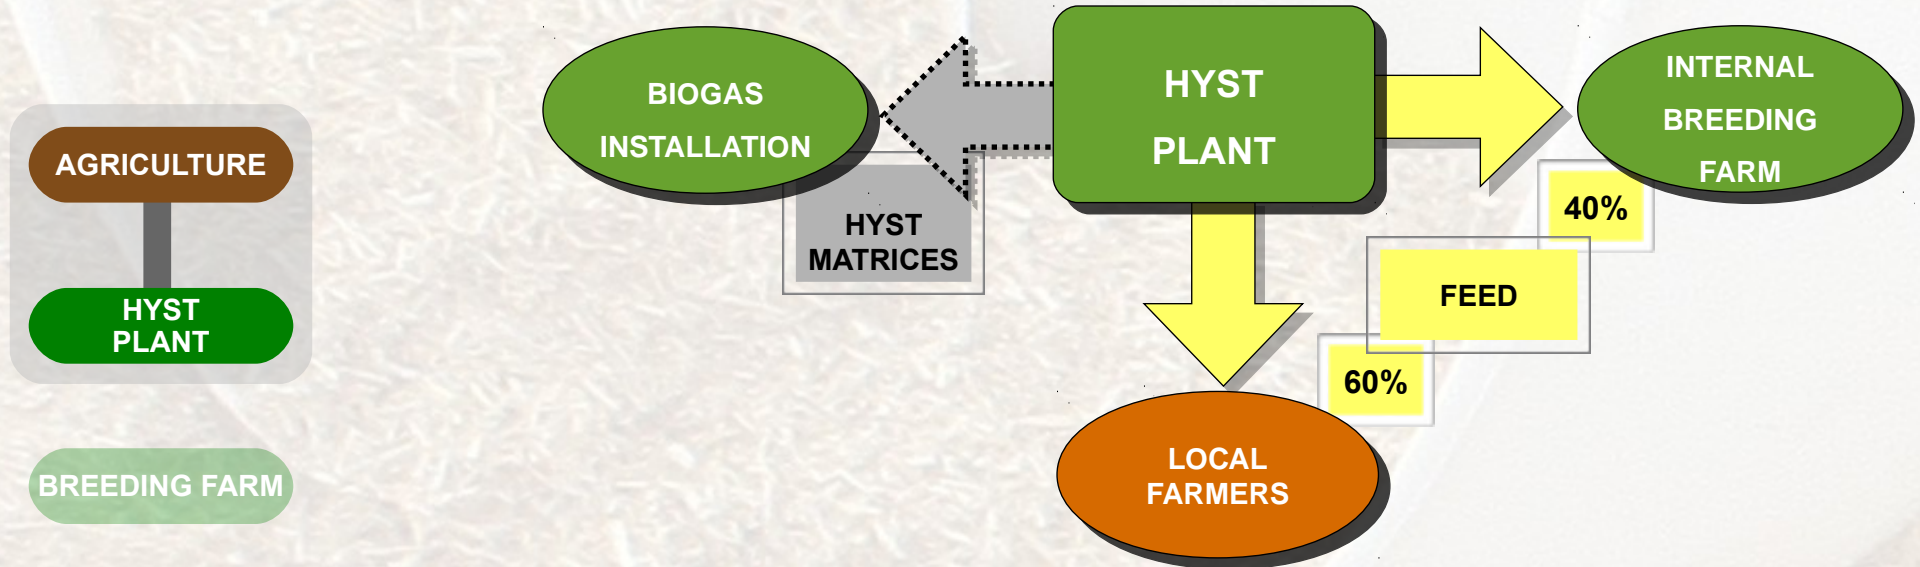 AGRICULTURE
HYST
PLANT
BREEDING FARM
BIOGAS
INSTALLATION
HYST
MATRICES
HYST
PLANT
INTERNAL
BREEDING
FARM
40%
FEED
60%
LOCAL
FARMERS